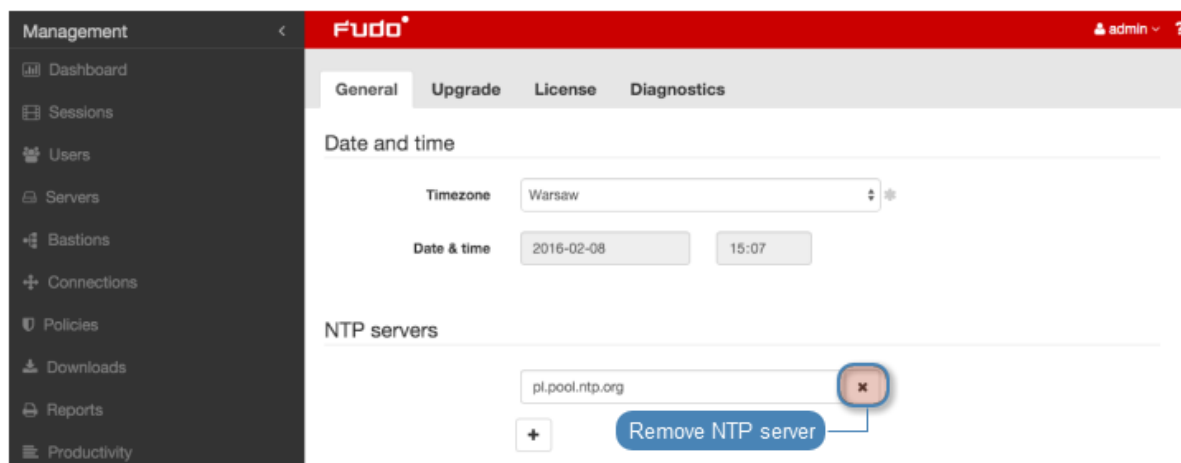 Management
Fudo
admin
?
Dashboard
Sessions
Users
Servers
Bastions
Connections
Policies
Downloads
Reports
Productivity
General Upgrade License Diagnostics
Date and time
Timezone Warsaw
Date & time 2016-02-08 15:07
NTP servers
pl.pool.ntp.org
Remove NTP server